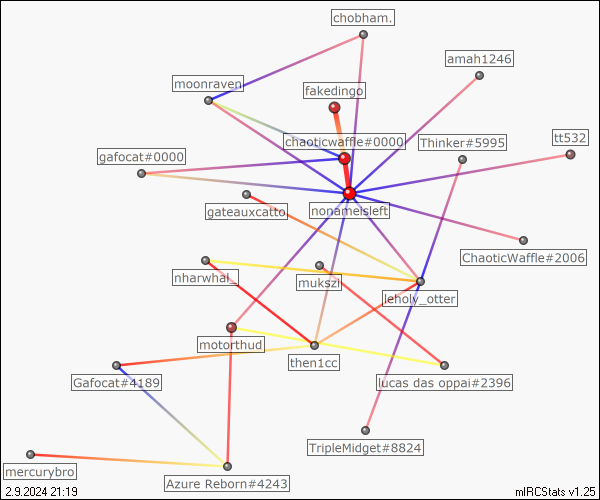 chobham.
amah1246
moonraven
fakedingo
chaoticwaffle#0000
Thinker#5995
tt532
gafocat#0000
gateauxcatto
nonameisleft
ChaoticWaffle#2006
nharwhal_
mukszi
leholy_otter
motorthud
then1cc
Gafocat#4189
lucas das oppai#2396
TripleMidget#8824
mercurybro
Azure Reborn#4243
2.9.2024 21:19
mIRCStats v1.25